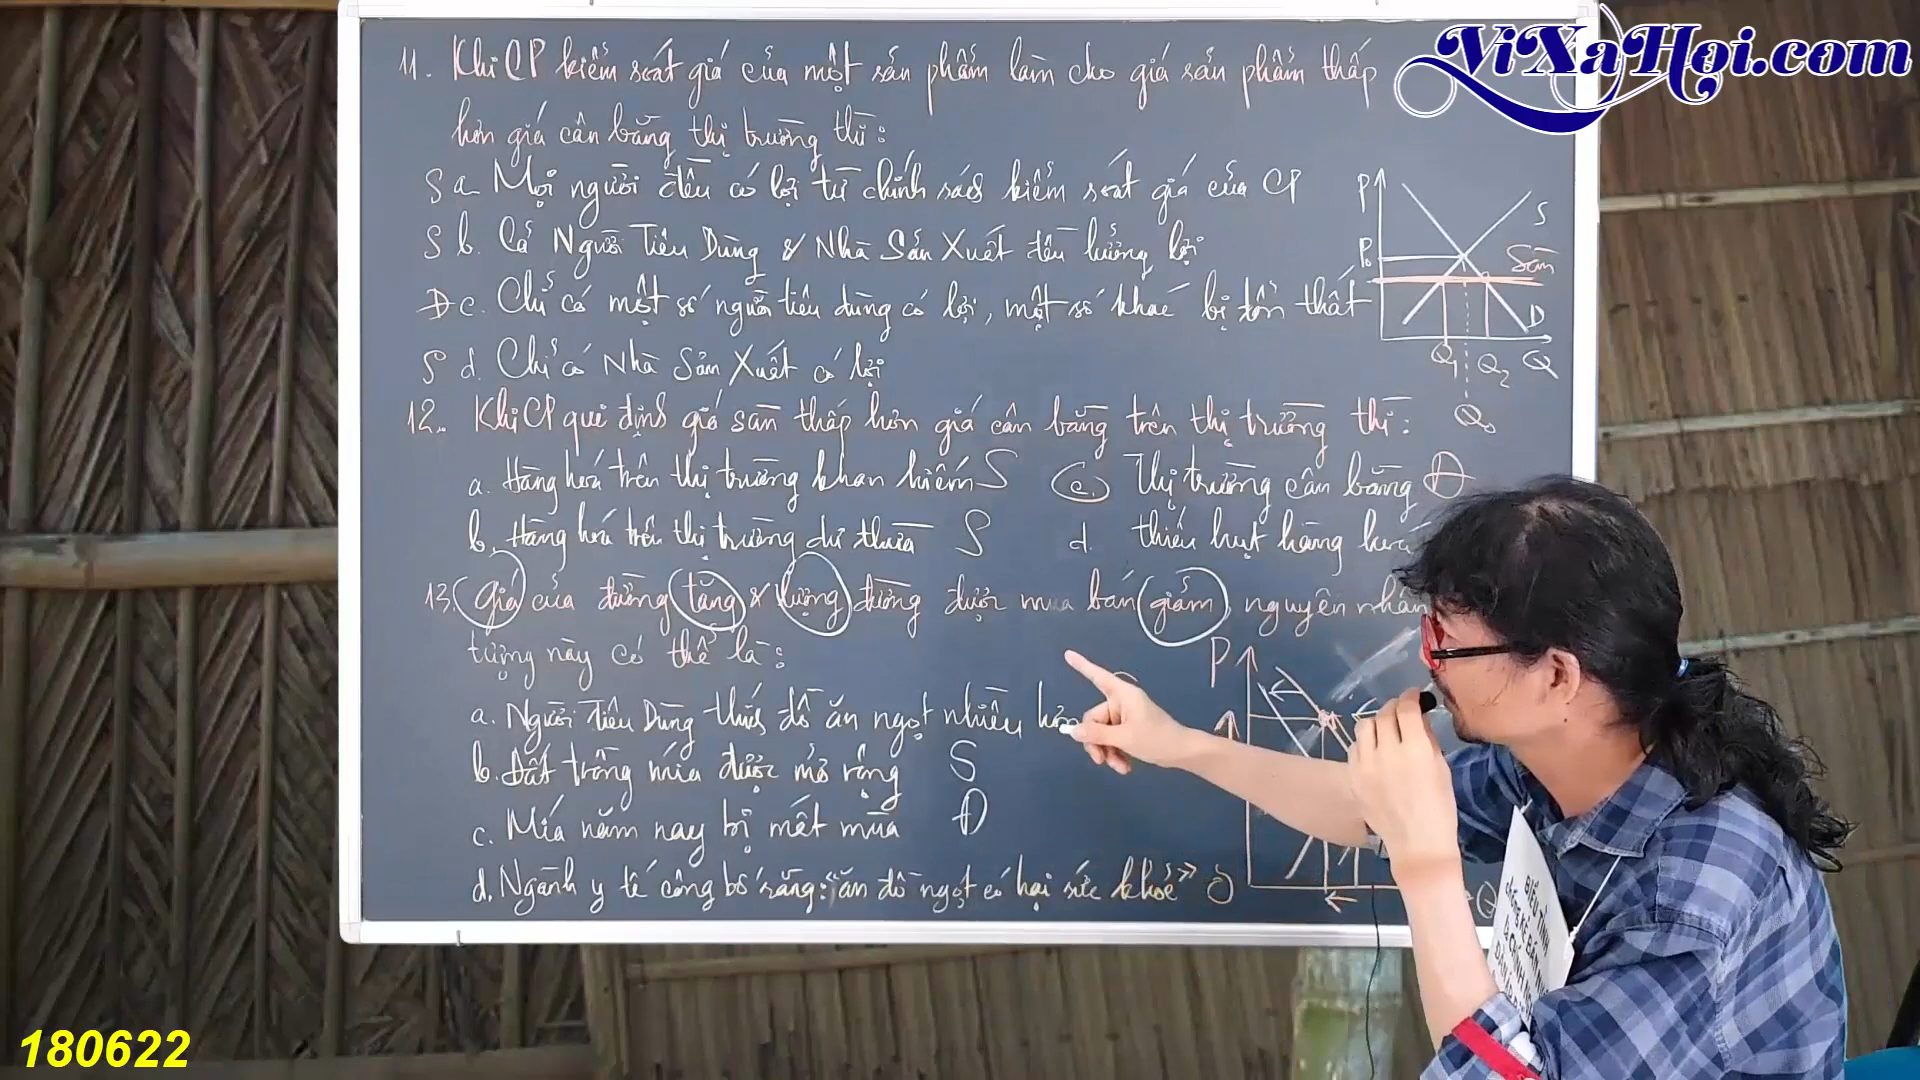 ViXaHoi.com
11. Khi CP kiểm soát giá của một sản phẩm làm cho giá sản phẩm thấp
hơn giá cân bằng thị trường thì:
S a. Mọi người đều có lợi từ chính sách kiểm soát giá của CP
S b. Cả Người Tiêu Dùng & Nhà Sản Xuất đều hưởng lợi
Đ c. Chỉ có một số người tiêu dùng có lợi, một số khác bị tổn thất
S d. Chỉ có Nhà Sản Xuất có lợi
P
S
P₀
Sàn
D
Q₁ Q₂ Q
Q₀
12. Khi CP qui định giá sàn thấp hơn giá cân bằng trên thị trường thì:
a. Hàng hoá trên thị trường khan hiếm S
c. Thị trường cân bằng Đ
b. Hàng hoá trên thị trường dư thừa S
d. thiếu hụt hàng hoá
13. Giá của đường tăng & lượng đường được mua bán giảm, nguyên nhân
tượng này có thể là:
a. Người Tiêu Dùng thích đồ ăn ngọt nhiều hơn
b. Đất trồng mía được mở rộng S
c. Mía năm nay bị mất mùa Đ
d. Ngành y tế công bố rằng: "ăn đồ ngọt có hại sức khoẻ" S
P
Q
BIỂU TÌNH
180622